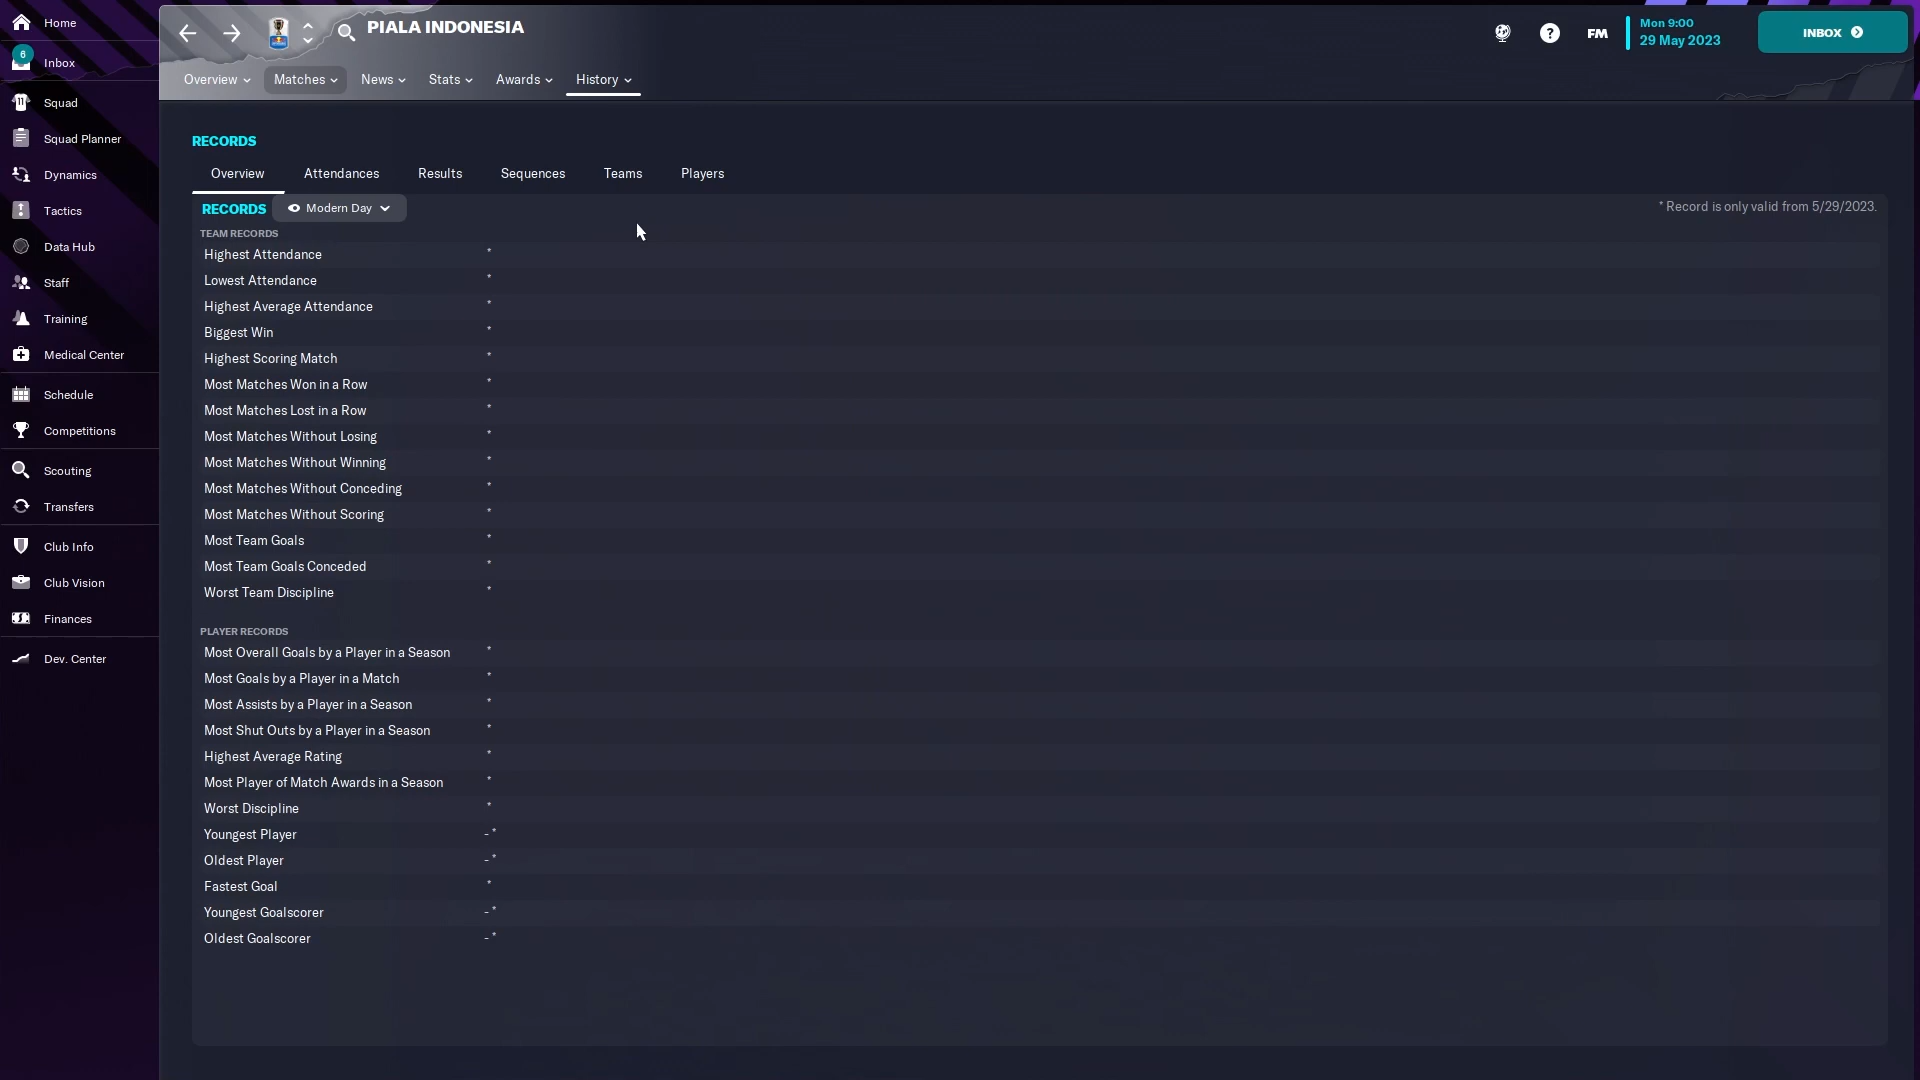 Home
PIALA INDONESIA
FM
Mon 9:00
29 May 2023
INBOX
6
Inbox
Overview
Matches
News
Stats
Awards
History
Squad
Squad Planner
Dynamics
Tactics
Data Hub
Staff
Training
Medical Center
Schedule
Competitions
Scouting
Transfers
Club Info
Club Vision
Finances
Dev. Center
RECORDS
Overview
Attendances
Results
Sequences
Teams
Players
RECORDS
Modern Day
* Record is only valid from 5/29/2023.
TEAM RECORDS
Highest Attendance *
Lowest Attendance *
Highest Average Attendance *
Biggest Win *
Highest Scoring Match *
Most Matches Won in a Row *
Most Matches Lost in a Row *
Most Matches Without Losing *
Most Matches Without Winning *
Most Matches Without Conceding *
Most Matches Without Scoring *
Most Team Goals *
Most Team Goals Conceded *
Worst Team Discipline *
PLAYER RECORDS
Most Overall Goals by a Player in a Season *
Most Goals by a Player in a Match *
Most Assists by a Player in a Season *
Most Shut Outs by a Player in a Season *
Highest Average Rating *
Most Player of Match Awards in a Season *
Worst Discipline *
Youngest Player - *
Oldest Player - *
Fastest Goal *
Youngest Goalscorer - *
Oldest Goalscorer - *